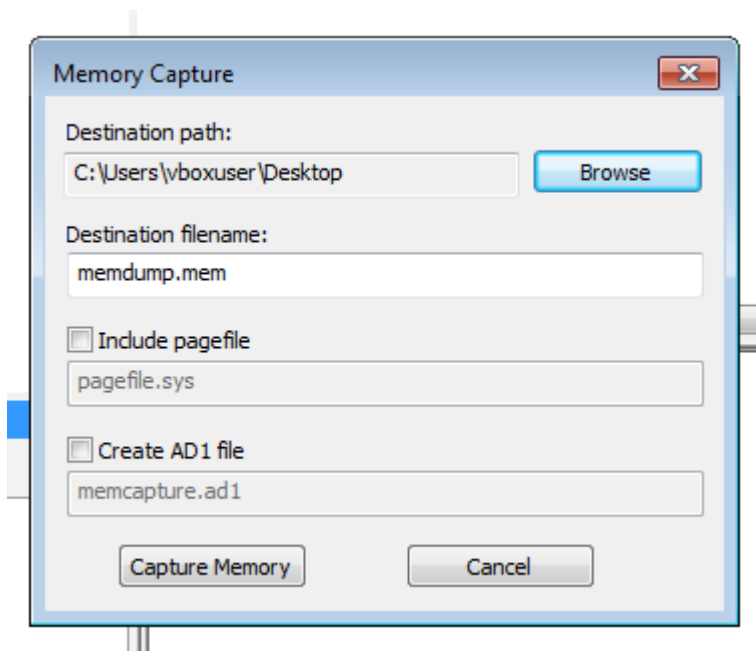 Memory Capture
Destination path:
C:\Users\vboxuser\Desktop
Browse
Destination filename:
memdump.mem
Include pagefile
pagefile.sys
Create AD1 file
memcapture.ad1
Capture Memory
Cancel